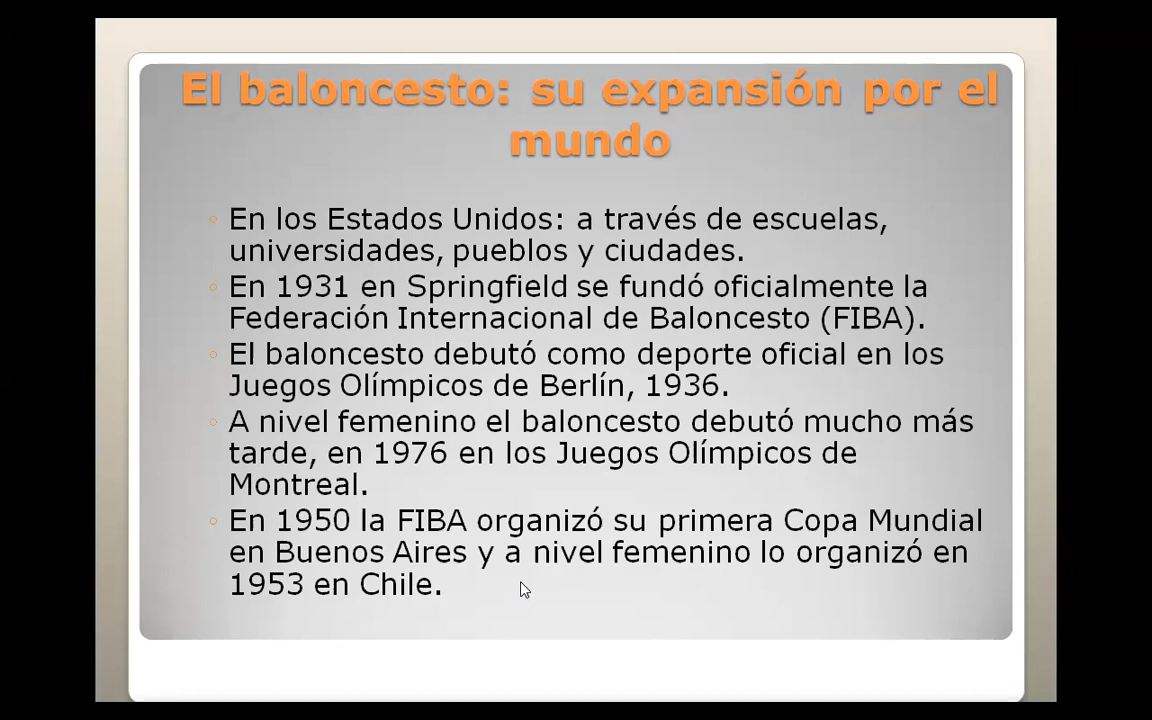 El baloncesto: su expansión por el
mundo
En los Estados Unidos: a través de escuelas,
universidades, pueblos y ciudades.
En 1931 en Springfield se fundó oficialmente la
Federación Internacional de Baloncesto (FIBA).
El baloncesto debutó como deporte oficial en los
Juegos Olímpicos de Berlín, 1936.
A nivel femenino el baloncesto debutó mucho más
tarde, en 1976 en los Juegos Olímpicos de
Montreal.
En 1950 la FIBA organizó su primera Copa Mundial
en Buenos Aires y a nivel femenino lo organizó en
1953 en Chile.